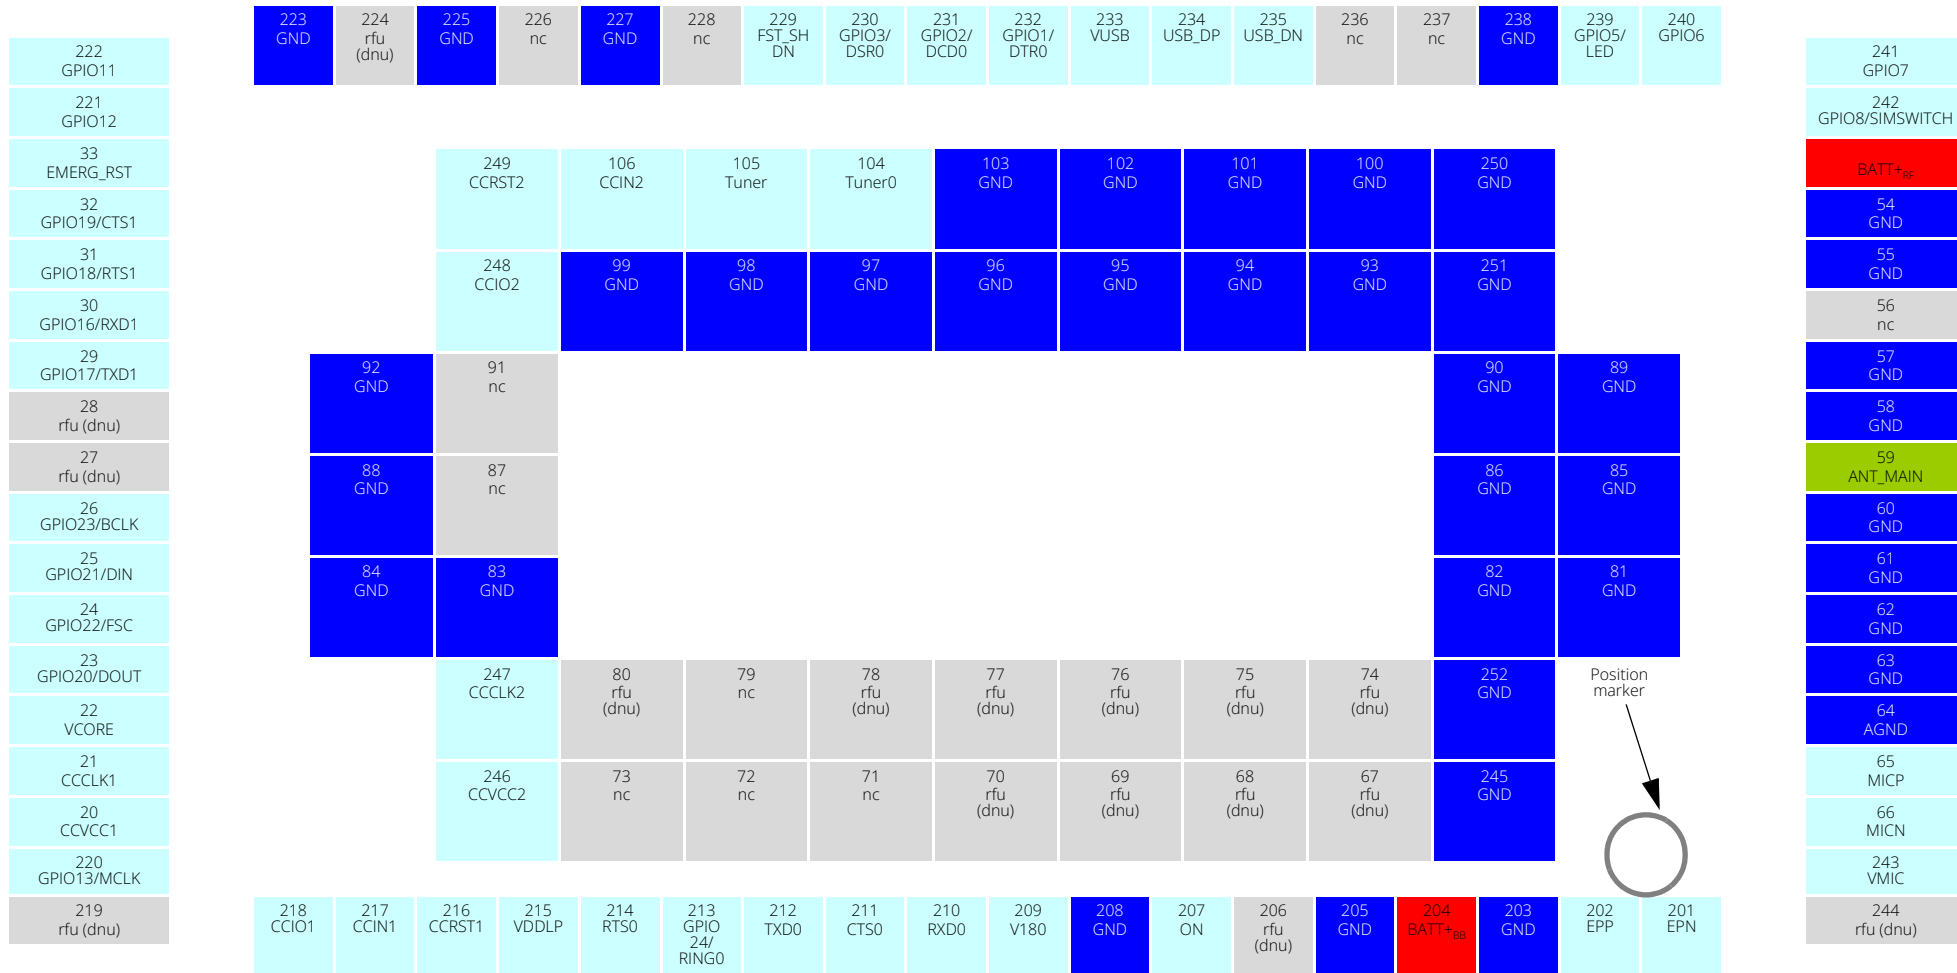 223
GND
224
rfu
(dnu)
225
GND
226
nc
227
GND
228
nc
229
FST_SH
DN
230
GPIO3/
DSR0
231
GPIO2/
DCD0
232
GPIO1/
DTR0
233
VUSB
234
USB_DP
235
USB_DN
236
nc
237
nc
238
GND
239
GPIO5/
LED
240
GPIO6
222
GPIO11
221
GPIO12
33
EMERG_RST
32
GPIO19/CTS1
31
GPIO18/RTS1
30
GPIO16/RXD1
29
GPIO17/TXD1
28
rfu (dnu)
27
rfu (dnu)
26
GPIO23/BCLK
25
GPIO21/DIN
24
GPIO22/FSC
23
GPIO20/DOUT
22
VCORE
21
CCCLK1
20
CCVCC1
220
GPIO13/MCLK
219
rfu (dnu)
249
CCRST2
106
CCIN2
105
Tuner
104
Tuner0
103
GND
102
GND
101
GND
100
GND
250
GND
248
CCIO2
99
GND
98
GND
97
GND
96
GND
95
GND
94
GND
93
GND
251
GND
92
GND
91
nc
90
GND
89
GND
88
GND
87
nc
86
GND
85
GND
84
GND
83
GND
82
GND
81
GND
247
CCCLK2
80
rfu
(dnu)
79
nc
78
rfu
(dnu)
77
rfu
(dnu)
76
rfu
(dnu)
75
rfu
(dnu)
74
rfu
(dnu)
252
GND
Position
marker
246
CCVCC2
73
nc
72
nc
71
nc
70
rfu
(dnu)
69
rfu
(dnu)
68
rfu
(dnu)
67
rfu
(dnu)
245
GND
241
GPIO7
242
GPIO8/SIMSWITCH
BATT+RF
54
GND
55
GND
56
nc
57
GND
58
GND
59
ANT_MAIN
60
GND
61
GND
62
GND
63
GND
64
AGND
65
MICP
66
MICN
243
VMIC
244
rfu (dnu)
218
CCIO1
217
CCIN1
216
CCRST1
215
VDDLP
214
RTS0
213
GPIO
24/
RING0
212
TXD0
211
CTS0
210
RXD0
209
V180
208
GND
207
ON
206
rfu
(dnu)
205
GND
204
BATT+BB
203
GND
202
EPP
201
EPN